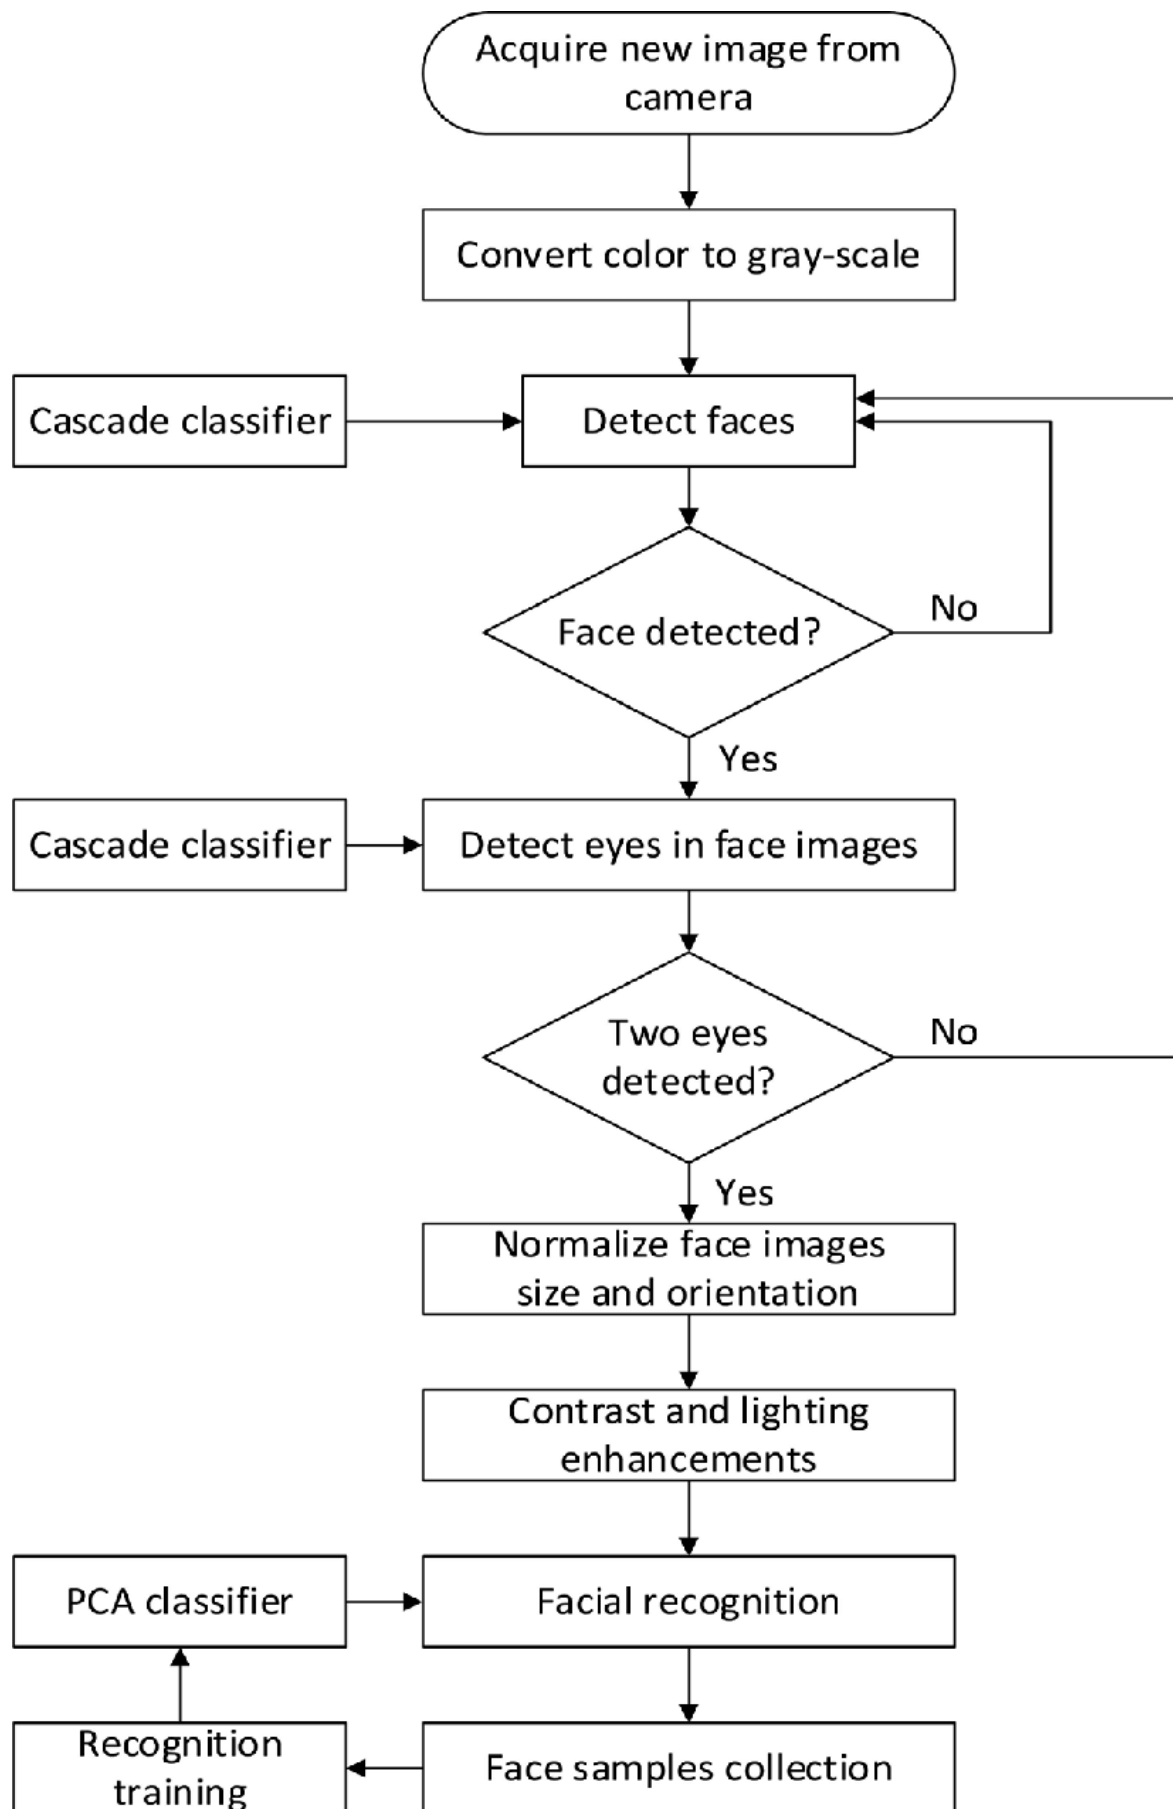 Acquire new image from
camera
Convert color to gray-scale
Cascade classifier
Detect faces
No
Face detected?
Yes
Cascade classifier
Detect eyes in face images
No
Two eyes
detected?
Yes
Normalize face images
size and orientation
Contrast and lighting
enhancements
PCA classifier
Facial recognition
Recognition
training
Face samples collection